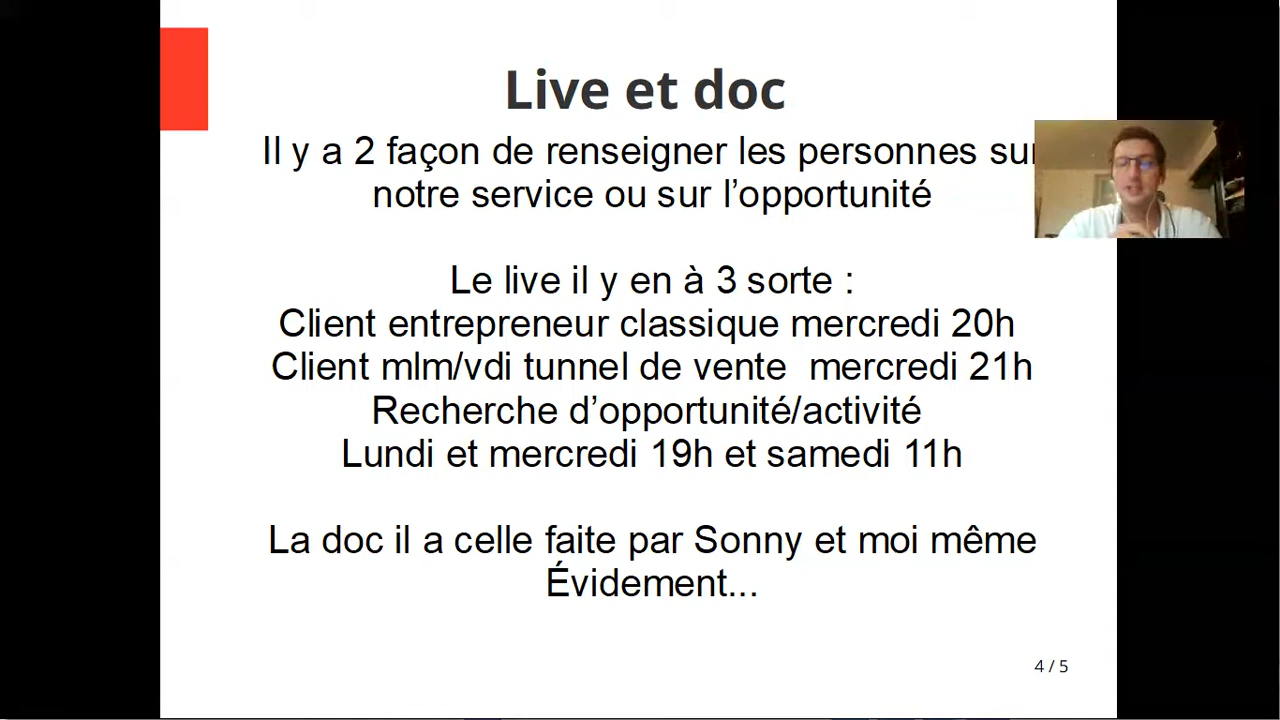 Live et doc
Il y a 2 façon de renseigner les personnes sur
notre service ou sur l’opportunité
Le live il y en à 3 sorte :
Client entrepreneur classique mercredi 20h
Client mlm/vdi tunnel de vente  mercredi 21h
Recherche d’opportunité/activité
Lundi et mercredi 19h et samedi 11h
La doc il a celle faite par Sonny et moi même
Évidement...
4 / 5